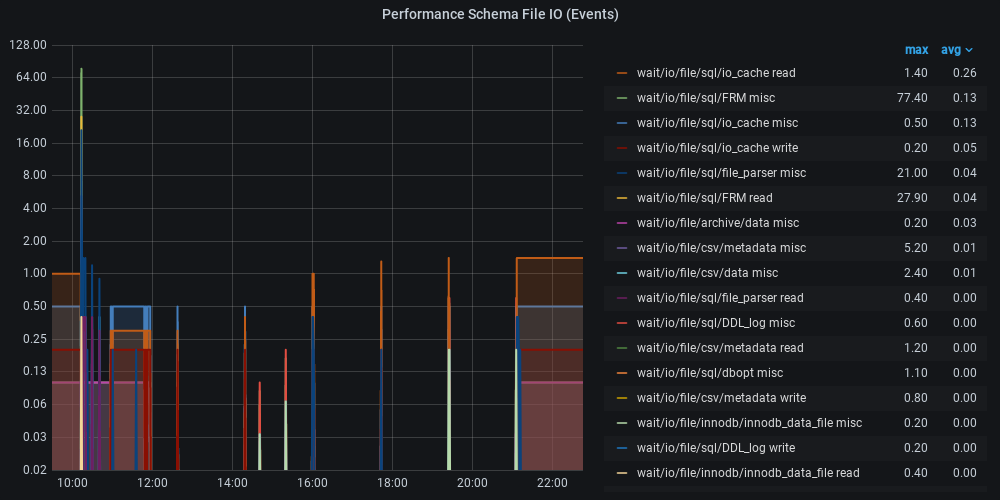 Performance Schema File IO (Events)
128.00
64.00
32.00
16.00
8.00
4.00
2.00
1.00
0.50
0.25
0.13
0.06
0.03
0.02
10:00 12:00 14:00 16:00 18:00 20:00 22:00
max avg
wait/io/file/sql/io_cache read 1.40 0.26
wait/io/file/sql/FRM misc 77.40 0.13
wait/io/file/sql/io_cache misc 0.50 0.13
wait/io/file/sql/io_cache write 0.20 0.05
wait/io/file/sql/file_parser misc 21.00 0.04
wait/io/file/sql/FRM read 27.90 0.04
wait/io/file/archive/data misc 0.20 0.03
wait/io/file/csv/metadata misc 5.20 0.01
wait/io/file/csv/data misc 2.40 0.01
wait/io/file/sql/file_parser read 0.40 0.00
wait/io/file/sql/DDL_log misc 0.60 0.00
wait/io/file/csv/metadata read 1.20 0.00
wait/io/file/sql/dbopt misc 1.10 0.00
wait/io/file/csv/metadata write 0.80 0.00
wait/io/file/innodb/innodb_data_file misc 0.20 0.00
wait/io/file/sql/DDL_log write 0.20 0.00
wait/io/file/innodb/innodb_data_file read 0.40 0.00